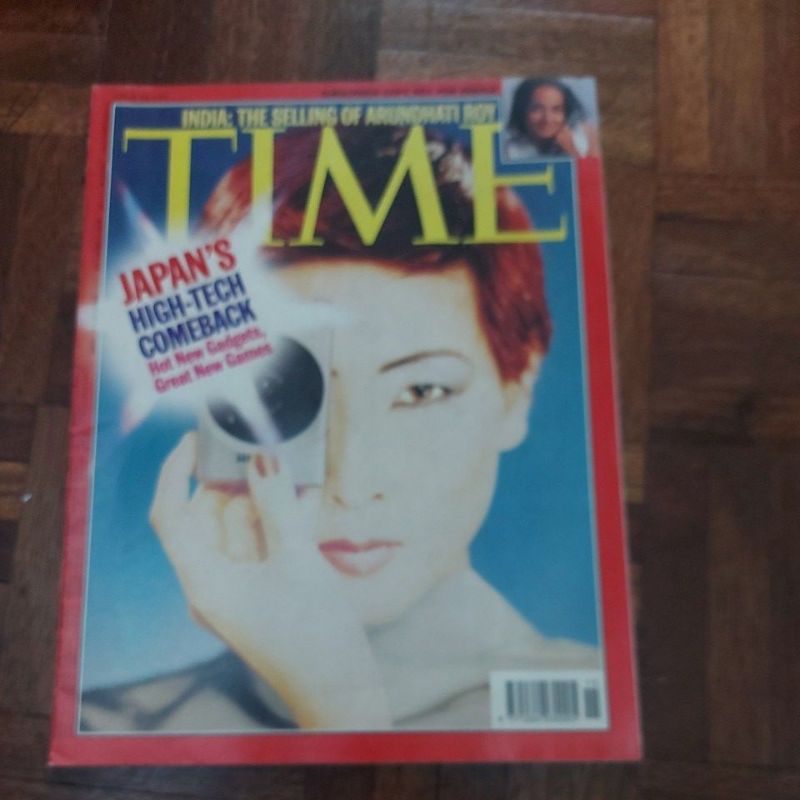 INDIA: THE SELLING OF ARUNDHATI ROY
TIME
JAPAN'S
HIGH-TECH
COMEBACK
Hot New Gadgets,
Great New Games